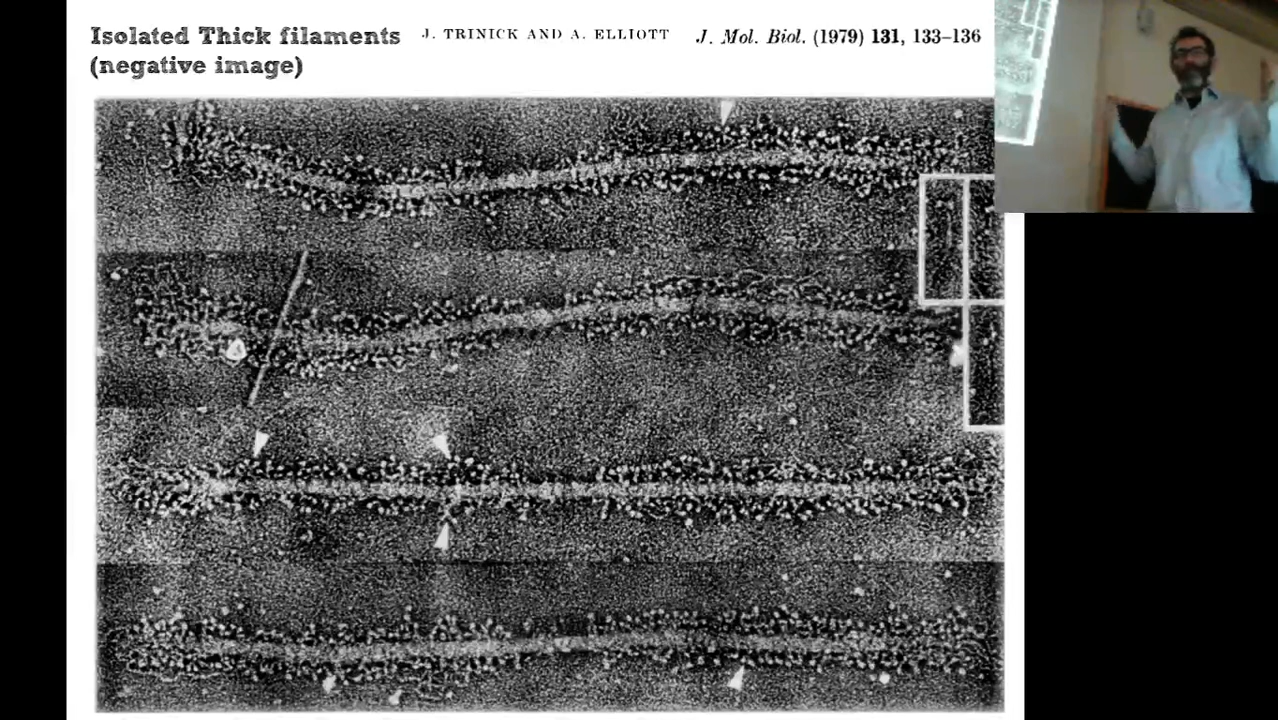 Isolated Thick filaments J. TRINICK AND A. ELLIOTT J. Mol. Biol. (1979) 131, 133–136
(negative image)